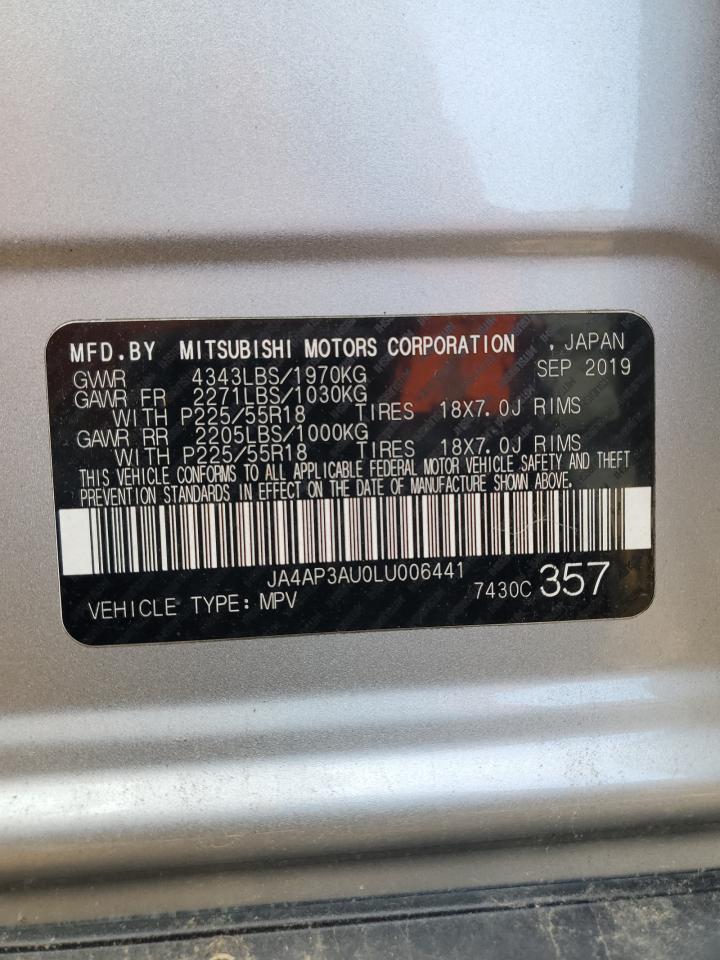 MFD.BY MITSUBISHI MOTORS CORPORATION , JAPAN
GVWR 4343LBS/1970KG SEP 2019
GAWR FR 2271LBS/1030KG
WITH P225/55R18 TIRES 18X7.0J RIMS
GAWR RR 2205LBS/1000KG
WITH P225/55R18 TIRES 18X7.0J RIMS
THIS VEHICLE CONFORMS TO ALL APPLICABLE FEDERAL MOTOR VEHICLE SAFETY AND THEFT
PREVENTION STANDARDS IN EFFECT ON THE DATE OF MANUFACTURE SHOWN ABOVE.
JA4AP3AU0LU006441
VEHICLE TYPE: MPV 7430C 357